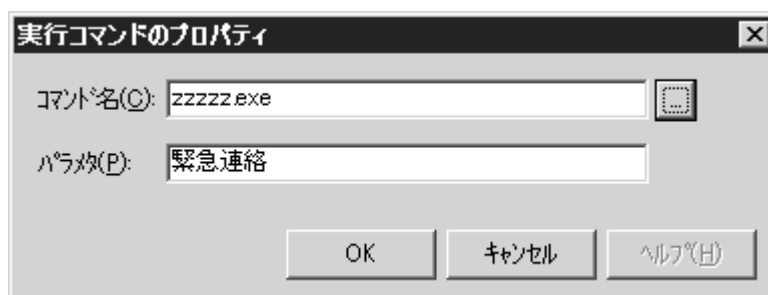 実行コマンドのプロパティ
ｺﾏﾝﾄﾞ名(C): zzzzz.exe ...
ﾊﾟﾗﾒﾀ(P): 緊急連絡
OK ｷｬﾝｾﾙ ﾍﾙﾌﾟ(H)